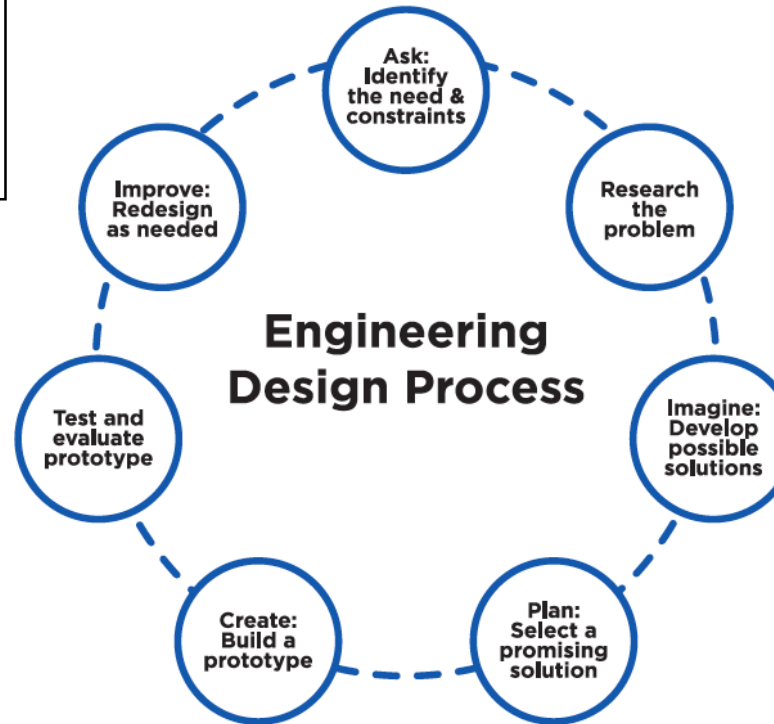 Ask:
Identify
the need &
constraints
Research
the
problem
Imagine:
Develop
possible
solutions
Plan:
Select a
promising
solution
Create:
Build a
prototype
Test and
evaluate
prototype
Improve:
Redesign
as needed
Engineering
Design Process